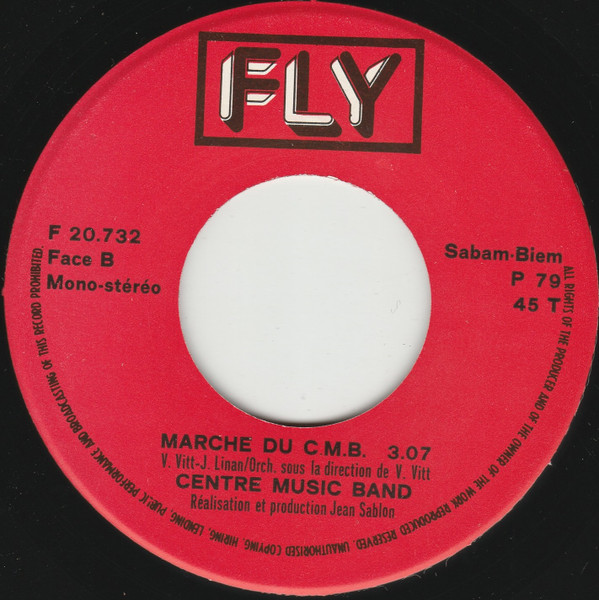 FLY
F 20.732
Face B
Mono-stéréo
Sabam·Biem
P 79
45 T
MARCHE DU C.M.B. 3.07
V. Vitt-J. Linan/Orch. sous la direction de V. Vitt
CENTRE MUSIC BAND
Réalisation et production Jean Sablon
ALL RIGHTS OF THE PRODUCER AND OF THE OWNER OF THE WORK REPRODUCED RESERVED. UNAUTHORISED COPYING, HIRING, LENDING, PUBLIC PERFORMANCE AND BROADCASTING OF THIS RECORD PROHIBITED.